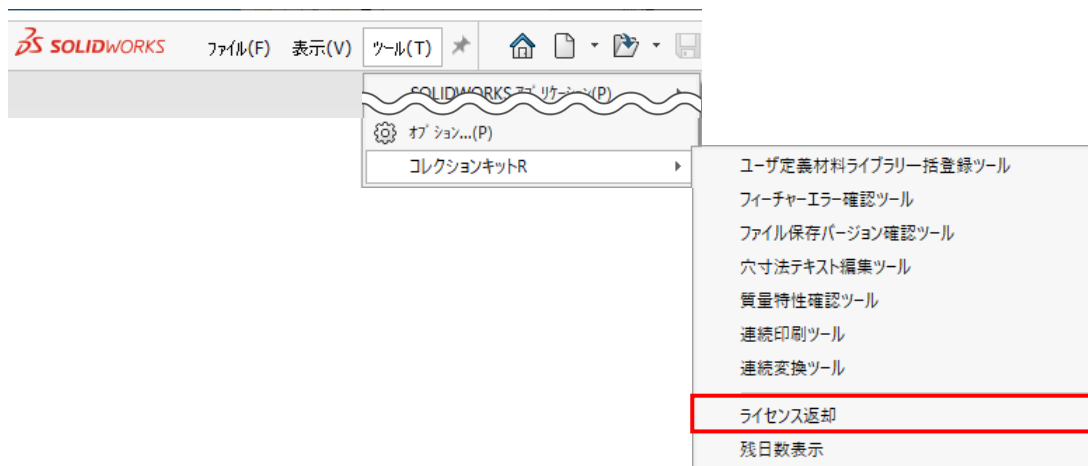 SOLIDWORKS ファイル(F) 表示(V) ツール(T)
SOLIDWORKS アプリケーション(P)
オプション...(P)
コレクションキットR
ユーザ定義材料ライブラリ一括登録ツール
フィーチャーエラー確認ツール
ファイル保存バージョン確認ツール
穴寸法テキスト編集ツール
質量特性確認ツール
連続印刷ツール
連続変換ツール
ライセンス返却
残日数表示